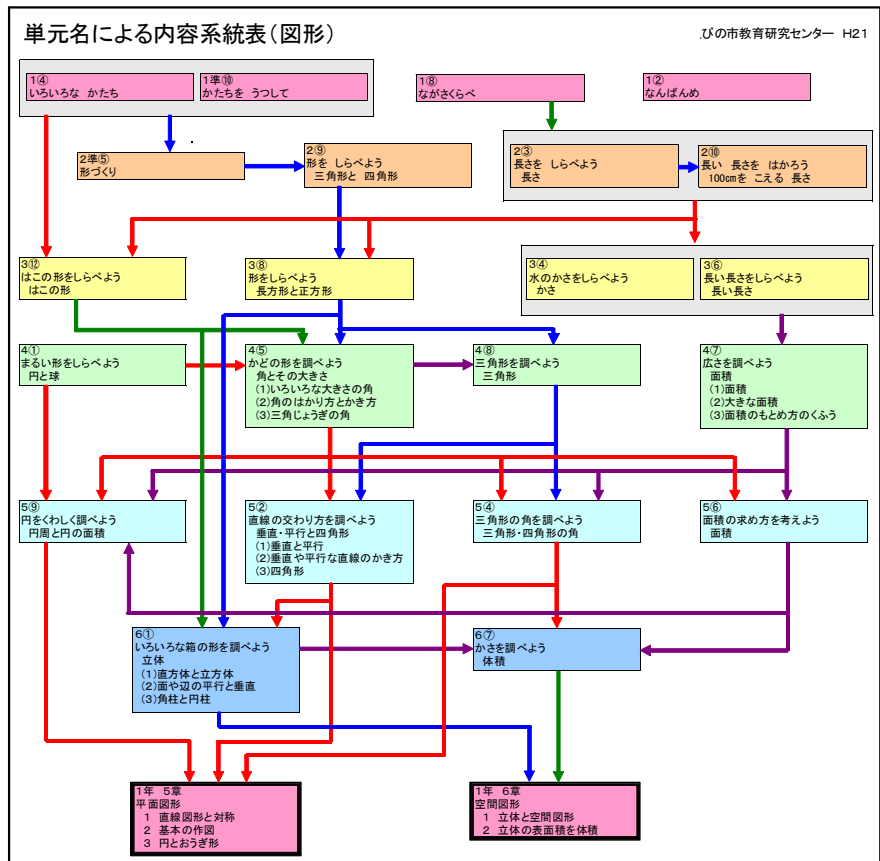 単元名による内容系統表(図形)
びの市教育研究センター H21
1④
いろいろな かたち
1準⑩
かたちを うつして
1⑧
ながさくらべ
1②
なんばんめ
2準⑤
形づくり
2⑨
形を しらべよう
三角形と 四角形
2③
長さを しらべよう
長さ
2⑩
長い 長さを はかろう
100cmを こえる 長さ
3⑫
はこの形をしらべよう
はこの形
3⑧
形をしらべよう
長方形と正方形
3④
水のかさをしらべよう
かさ
3⑥
長い長さをしらべよう
長い長さ
4①
まるい形をしらべよう
円と球
4⑤
かどの形を調べよう
角とその大きさ
(1)いろいろな大きさの角
(2)角のはかり方とかき方
(3)三角じょうぎの角
4⑧
三角形を調べよう
三角形
4⑦
広さを調べよう
面積
(1)面積
(2)大きな面積
(3)面積のもとめ方のくふう
5⑨
円をくわしく調べよう
円周と円の面積
5②
直線の交わり方を調べよう
垂直・平行と四角形
(1)垂直と平行
(2)垂直や平行な直線のかき方
(3)四角形
5④
三角形の角を調べよう
三角形・四角形の角
5⑥
面積の求め方を考えよう
面積
6①
いろいろな箱の形を調べよう
立体
(1)直方体と立方体
(2)面や辺の平行と垂直
(3)角柱と円柱
6⑦
かさを調べよう
体積
1年 5章
平面図形
1 直線図形と対称
2 基本の作図
3 円とおうぎ形
1年 6章
空間図形
1 立体と空間図形
2 立体の表面積を体積